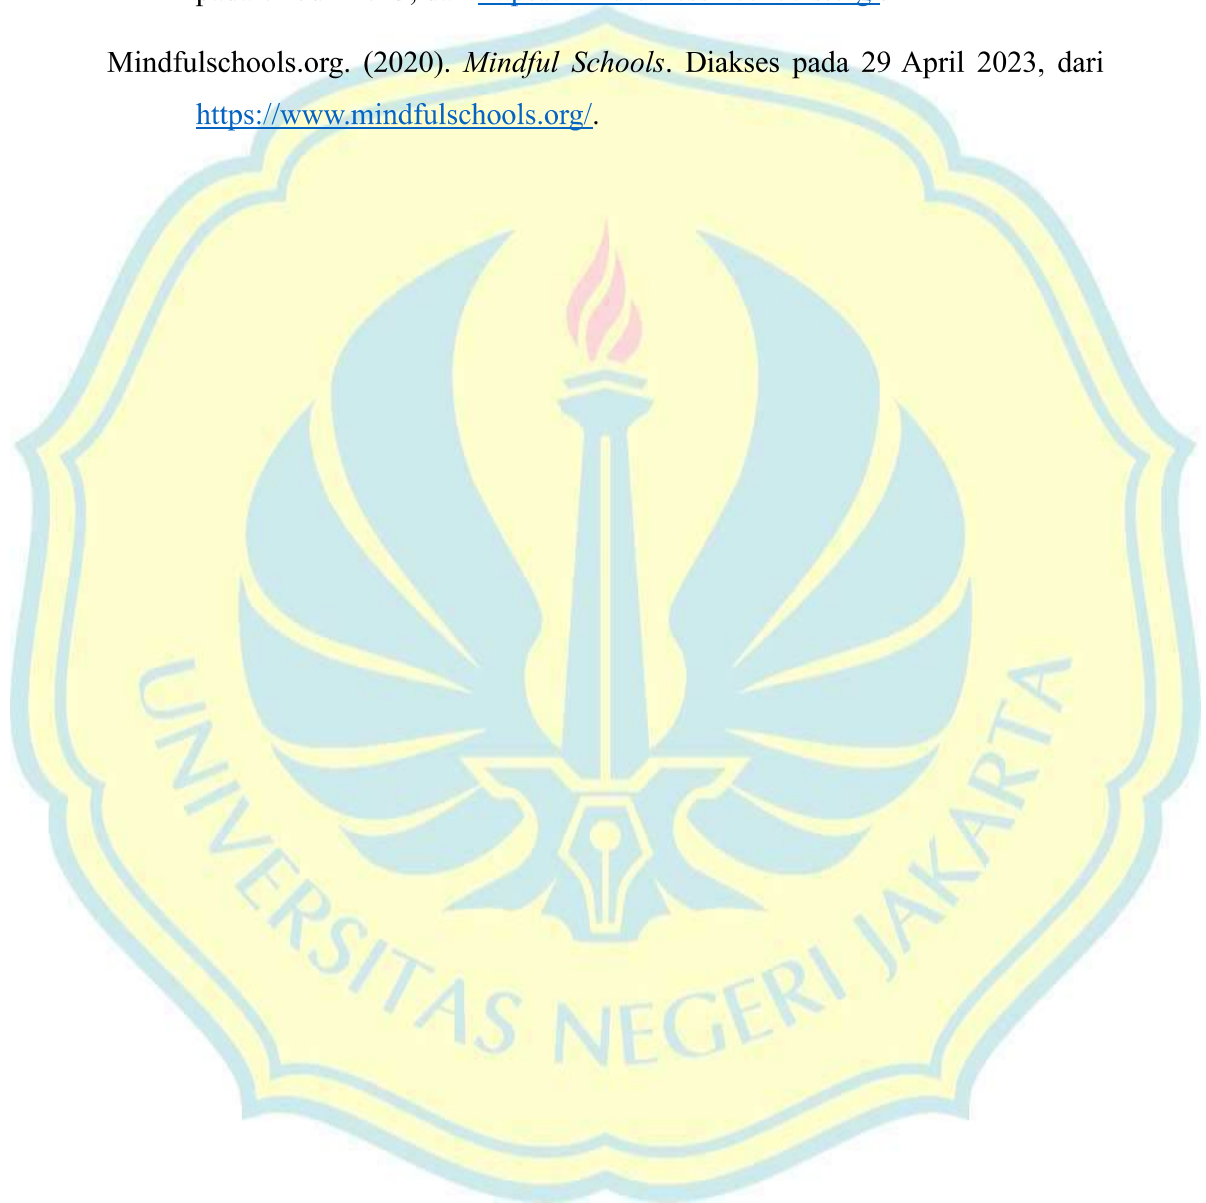 Mindfulschools.org. (2020). Mindful Schools. Diakses pada 29 April 2023, dari
https://www.mindfulschools.org/.
UNIVERSITAS NEGERI JAKARTA